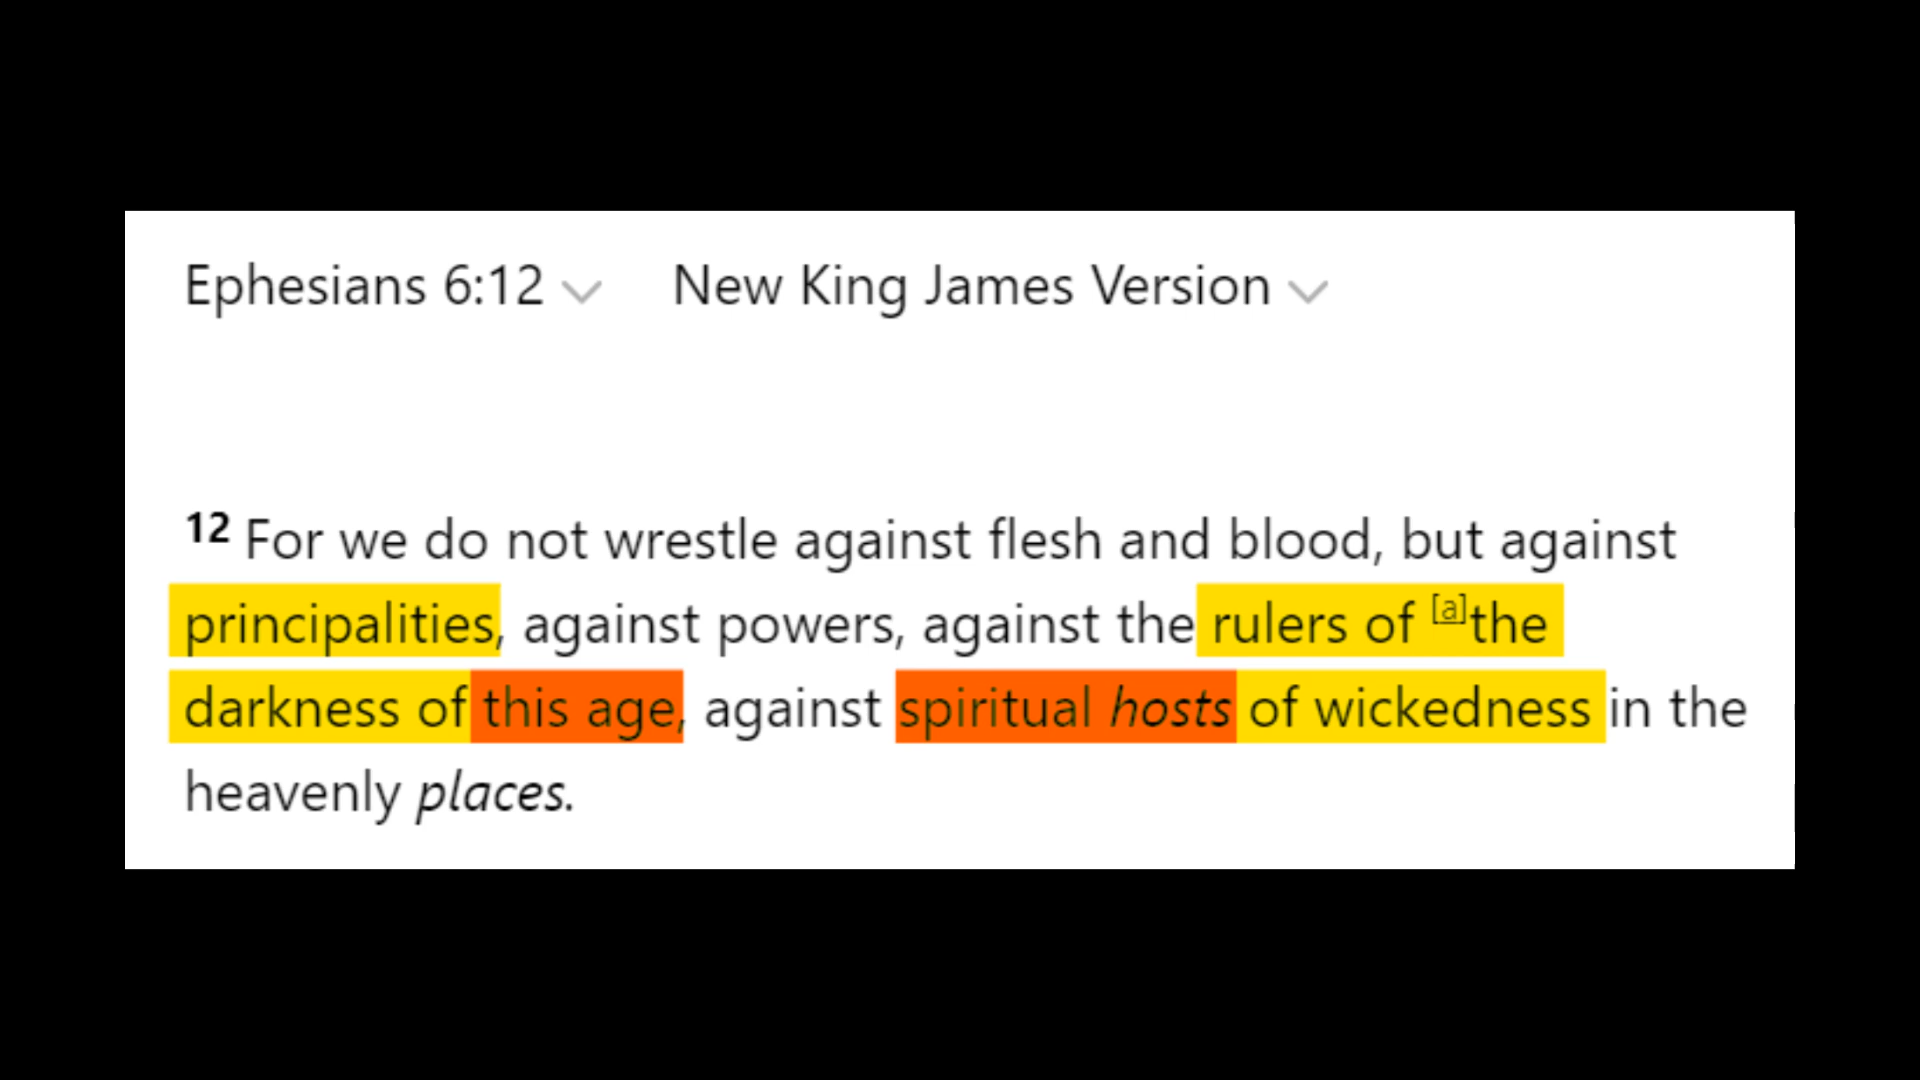 Ephesians 6:12 New King James Version
12 For we do not wrestle against flesh and blood, but against
principalities, against powers, against the rulers of [a]the
darkness of this age, against spiritual hosts of wickedness in the
heavenly places.